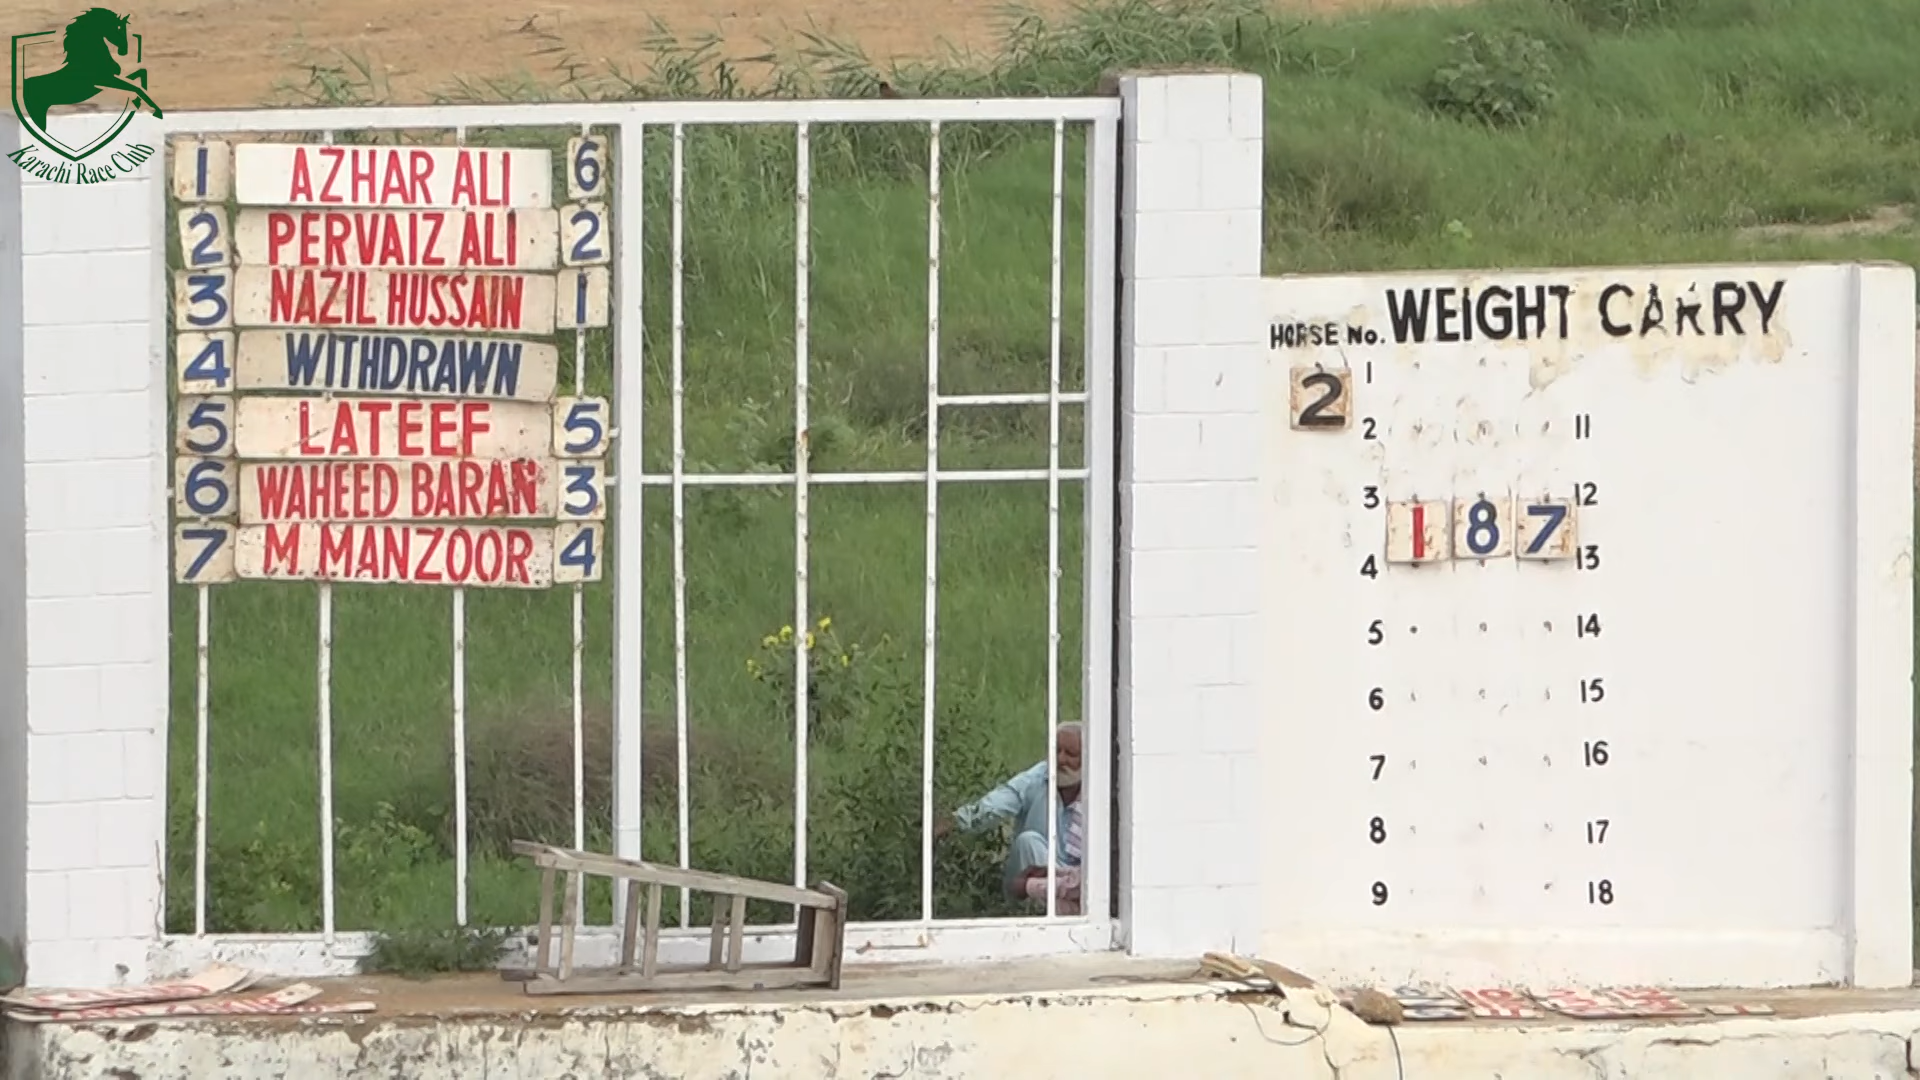 Karachi Race Club
1 AZHAR ALI 6
2 PERVAIZ ALI 2
3 NAZIL HUSSAIN 1
4 WITHDRAWN
5 LATEEF 5
6 WAHEED BARAN 3
7 M MANZOOR 4
HORSE No. WEIGHT CARRY
2
1
2 11
3 12
1 8 7
4 13
5 14
6 15
7 16
8 17
9 18